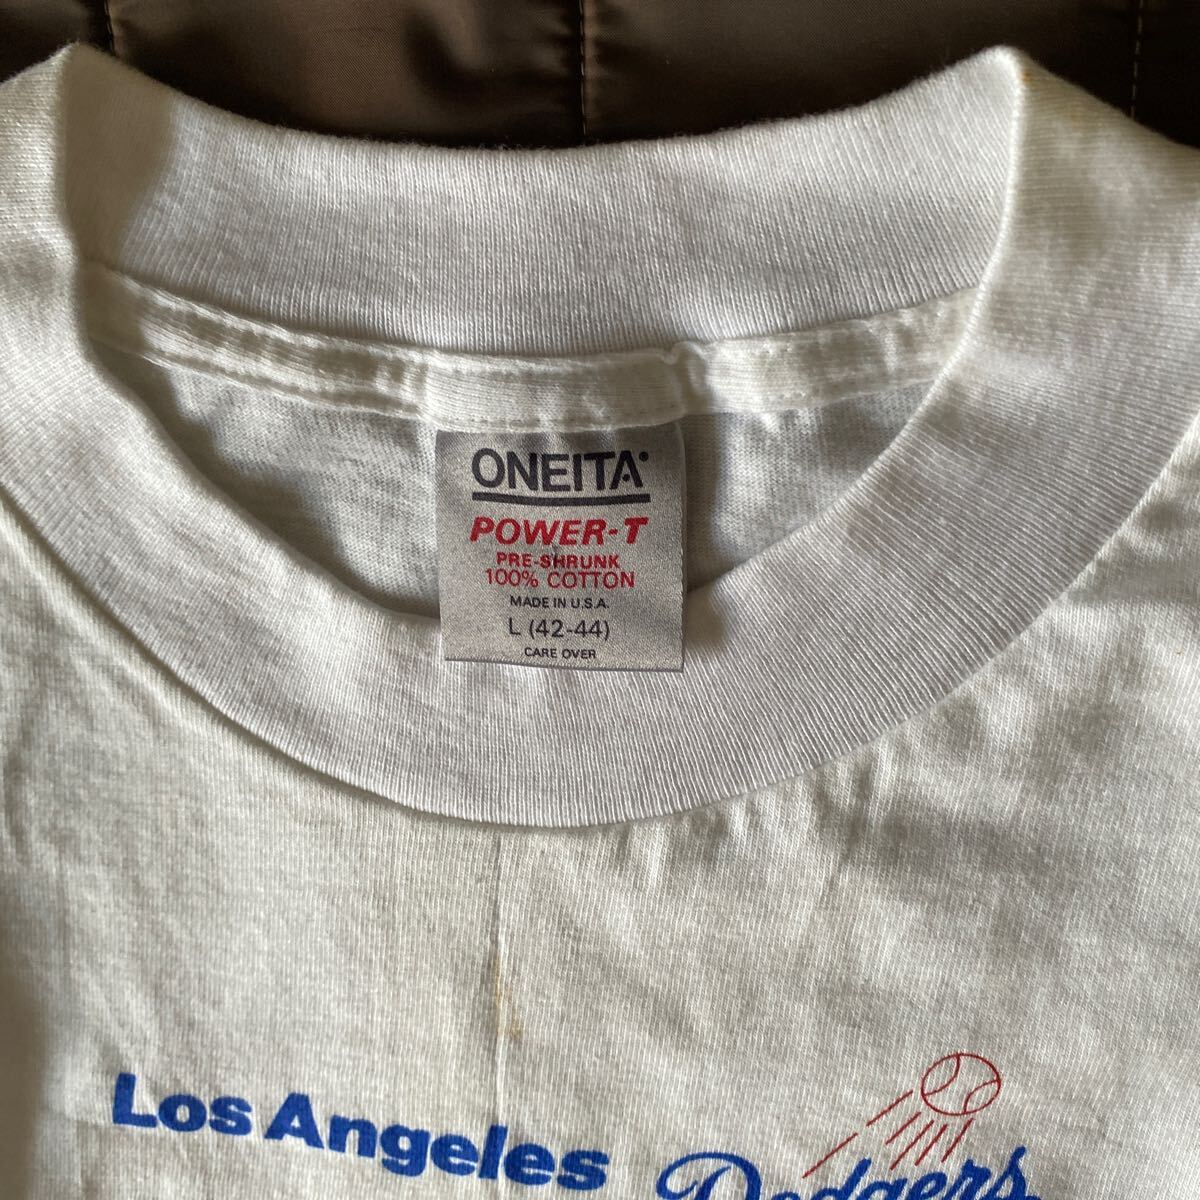 ONEITA
POWER-T
PRE-SHRUNK
100% COTTON
MADE IN U.S.A.
L (42-44)
CARE OVER
Los Angeles Dodgers